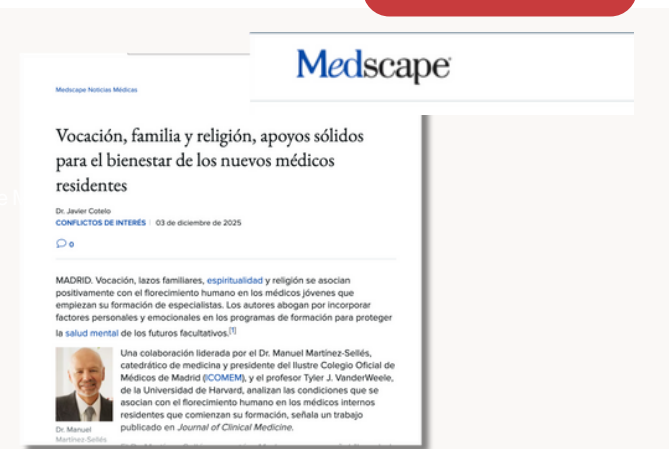 Medscape
Medscape Noticias Médicas
Vocación, familia y religión, apoyos sólidos
para el bienestar de los nuevos médicos
residentes
Dr. Javier Cotelo
CONFLICTOS DE INTERÉS | 03 de diciembre de 2025
0
MADRID. Vocación, lazos familiares, espiritualidad y religión se asocian
positivamente con el florecimiento humano en los médicos jóvenes que
empiezan su formación de especialistas. Los autores abogan por incorporar
factores personales y emocionales en los programas de formación para proteger
la salud mental de los futuros facultativos.[1]
Una colaboración liderada por el Dr. Manuel Martínez-Sellés,
catedrático de medicina y presidente del Ilustre Colegio Oficial de
Médicos de Madrid (ICOMEM), y el profesor Tyler J. VanderWeele,
de la Universidad de Harvard, analizan las condiciones que se
asocian con el florecimiento humano en los médicos internos
residentes que comienzan su formación, señala un trabajo
publicado en Journal of Clinical Medicine.
Dr. Manuel
Martínez-Sellés